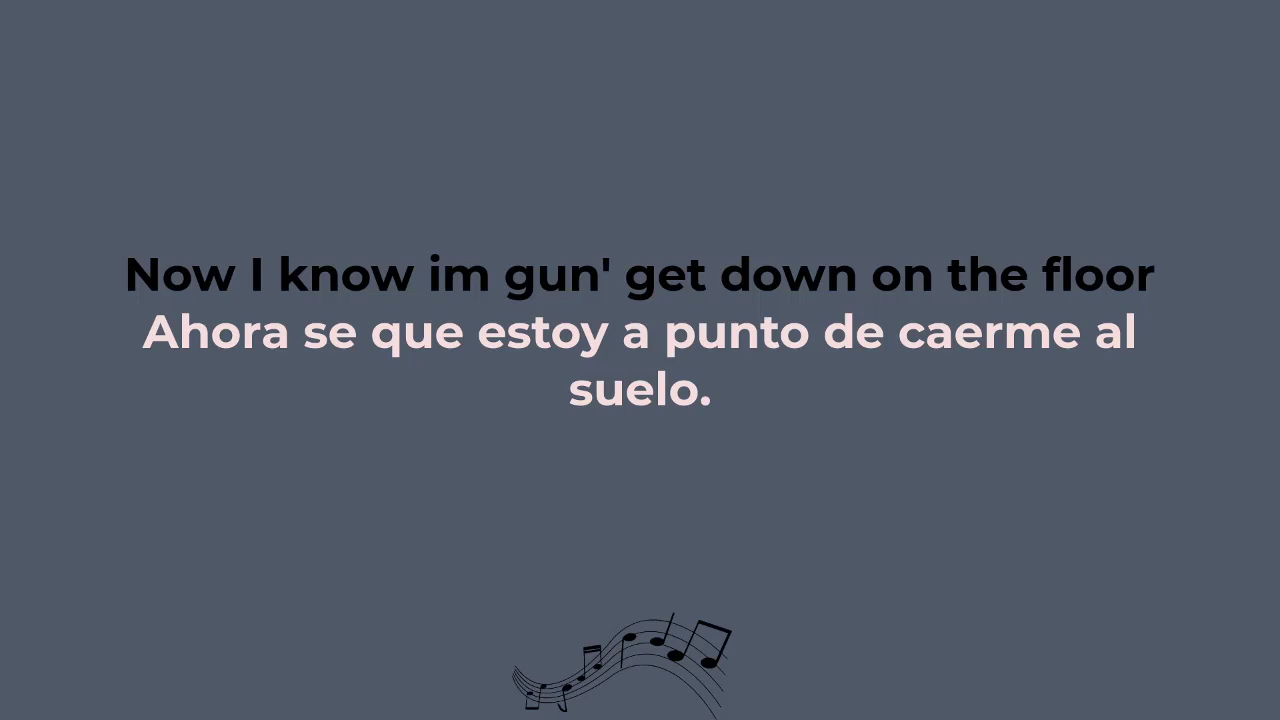 Now I know im gun' get down on the floor
Ahora se que estoy a punto de caerme al
suelo.